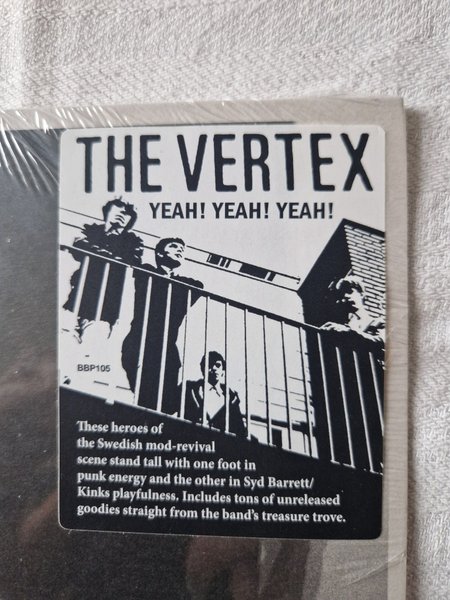 THE VERTEX
YEAH! YEAH! YEAH!
BBP105
These heroes of
the Swedish mod-revival
scene stand tall with one foot in
punk energy and the other in Syd Barrett/
Kinks playfulness. Includes tons of unreleased
goodies straight from the band's treasure trove.